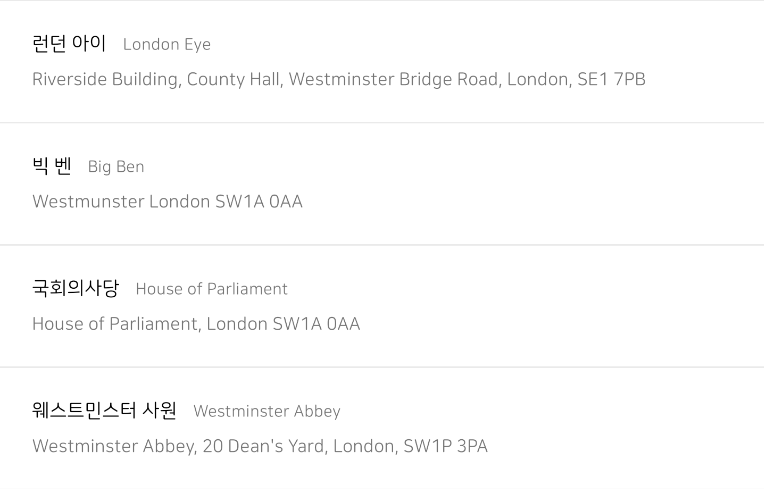 런던 아이 London Eye
Riverside Building, County Hall, Westminster Bridge Road, London, SE1 7PB
빅 벤 Big Ben
Westmunster London SW1A 0AA
국회의사당 House of Parliament
House of Parliament, London SW1A 0AA
웨스트민스터 사원 Westminster Abbey
Westminster Abbey, 20 Dean's Yard, London, SW1P 3PA